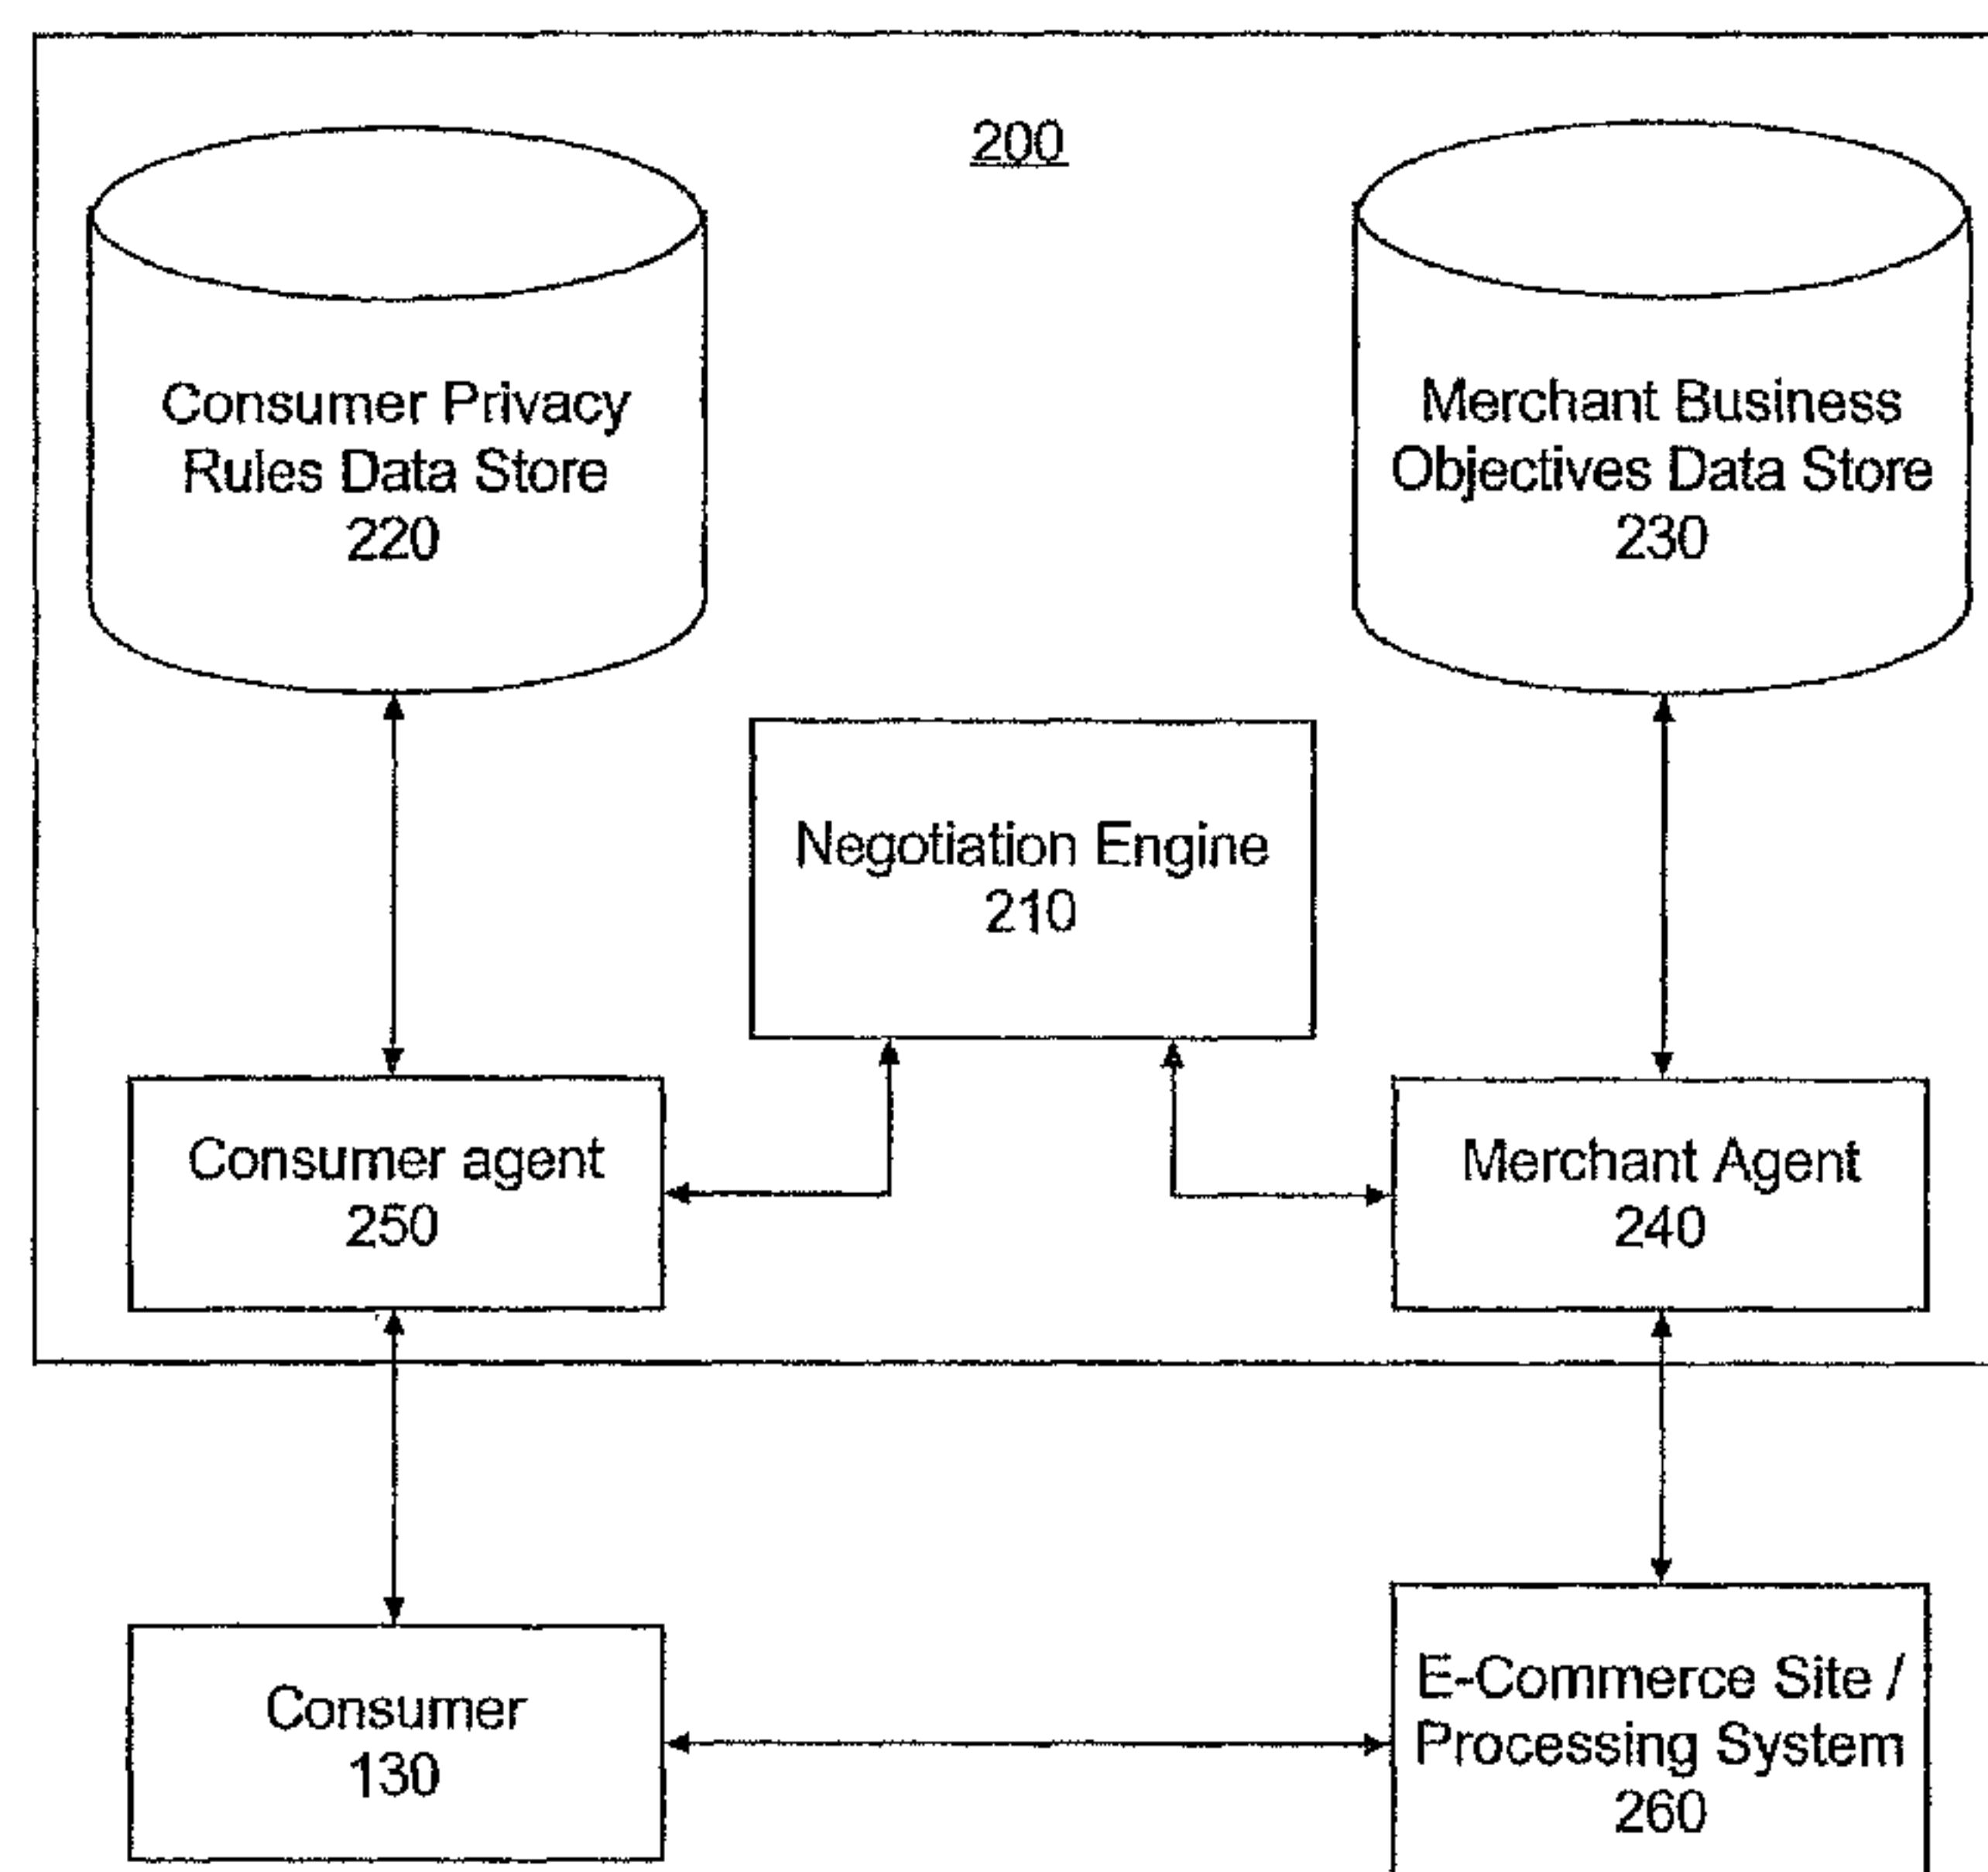 200
Consumer Privacy
Rules Data Store
220
Merchant Business
Objectives Data Store
230
Negotiation Engine
210
Consumer agent
250
Merchant Agent
240
Consumer
130
E-Commerce Site /
Processing System
260